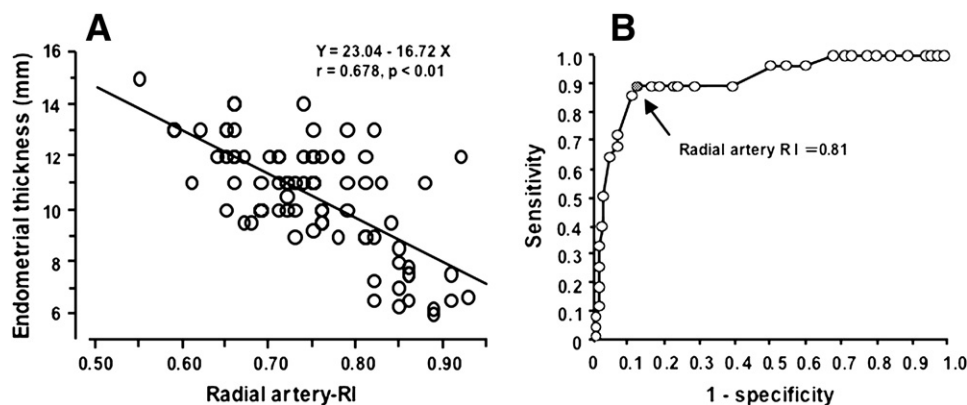 A
B
Y = 23.04 - 16.72 X
r = 0.678, p < 0.01
Endometrial thickness (mm)
16
14
12
10
8
6
0.50 0.60 0.70 0.80 0.90
Radial artery-RI
Sensitivity
1.0
0.9
0.8
0.7
0.6
0.5
0.4
0.3
0.2
0.1
0
Radial artery R I =0.81
0 0.1 0.2 0.3 0.4 0.5 0.6 0.7 0.8 0.9 1.0
1 - specificity